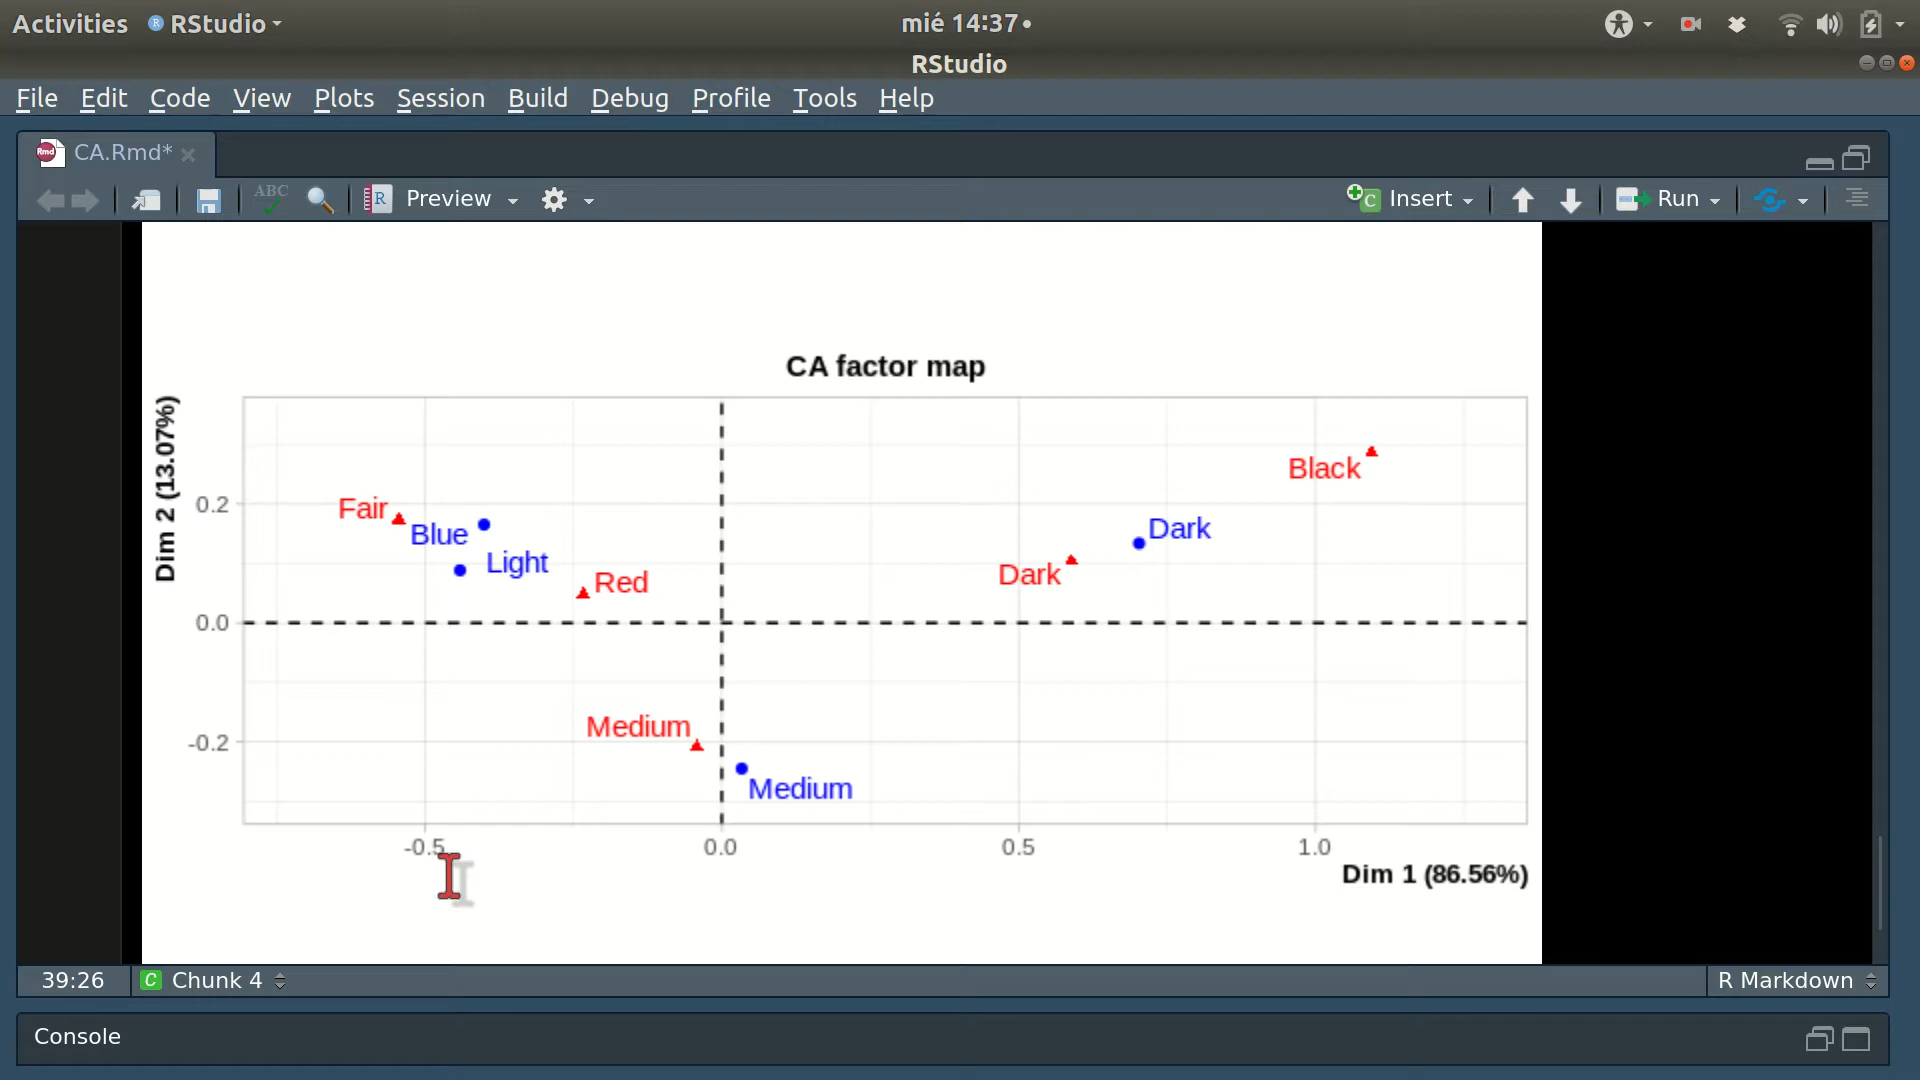 Activities RStudio mié 14:37
RStudio
File Edit Code View Plots Session Build Debug Profile Tools Help
Rmd CA.Rmd*
ABC R Preview C Insert Run
CA factor map
Dim 2 (13.07%)
0.2
0.0
-0.2
Black
Fair
Blue
Dark
Light
Dark
Red
Medium
Medium
-0.5 0.0 0.5 1.0
Dim 1 (86.56%)
39:26 C Chunk 4 R Markdown
Console